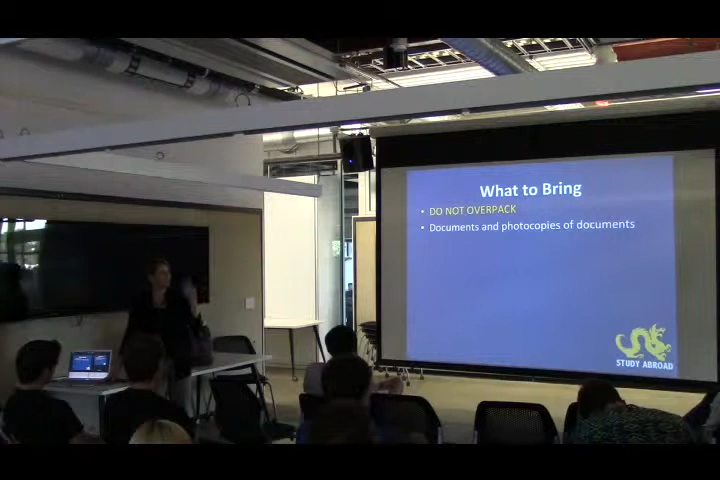 What to Bring
• DO NOT OVERPACK
• Documents and photocopies of documents
STUDY ABROAD